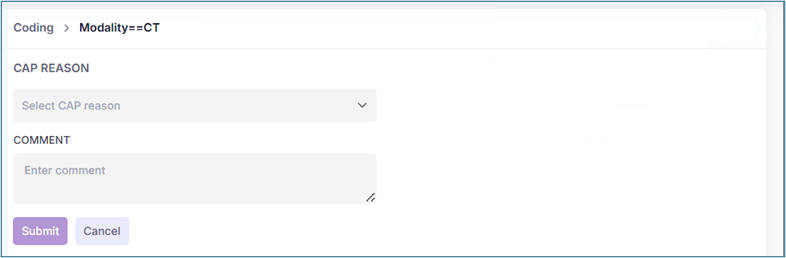 Coding > Modality==CT
CAP REASON
Select CAP reason
COMMENT
Enter comment
Submit Cancel